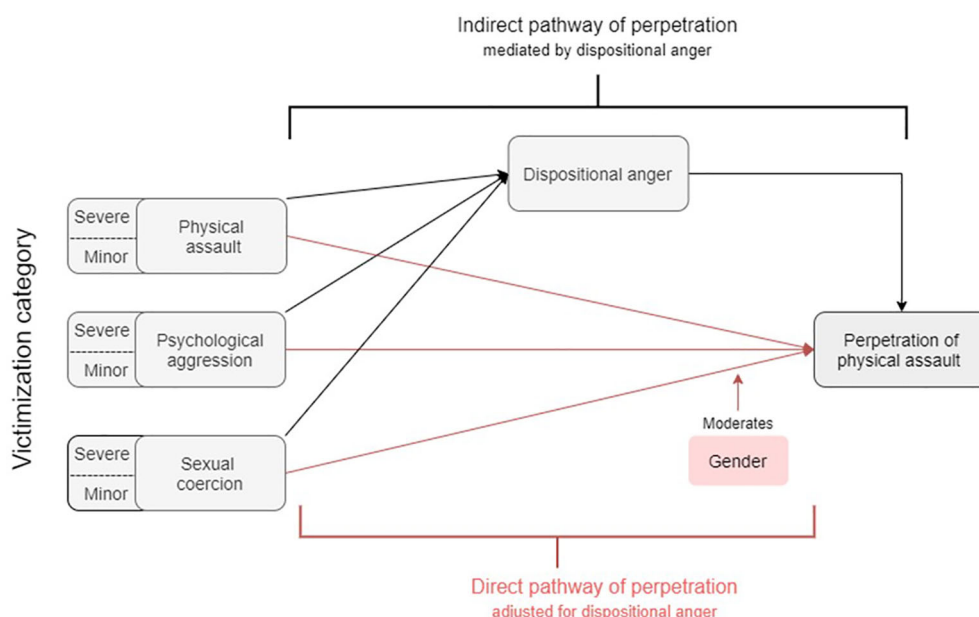 Indirect pathway of perpetration
mediated by dispositional anger
Dispositional anger
Victimization category
Severe
Minor
Physical
assault
Severe
Minor
Psychological
aggression
Severe
Minor
Sexual
coercion
Perpetration of
physical assault
Moderates
Gender
Direct pathway of perpetration
adjusted for dispositional anger